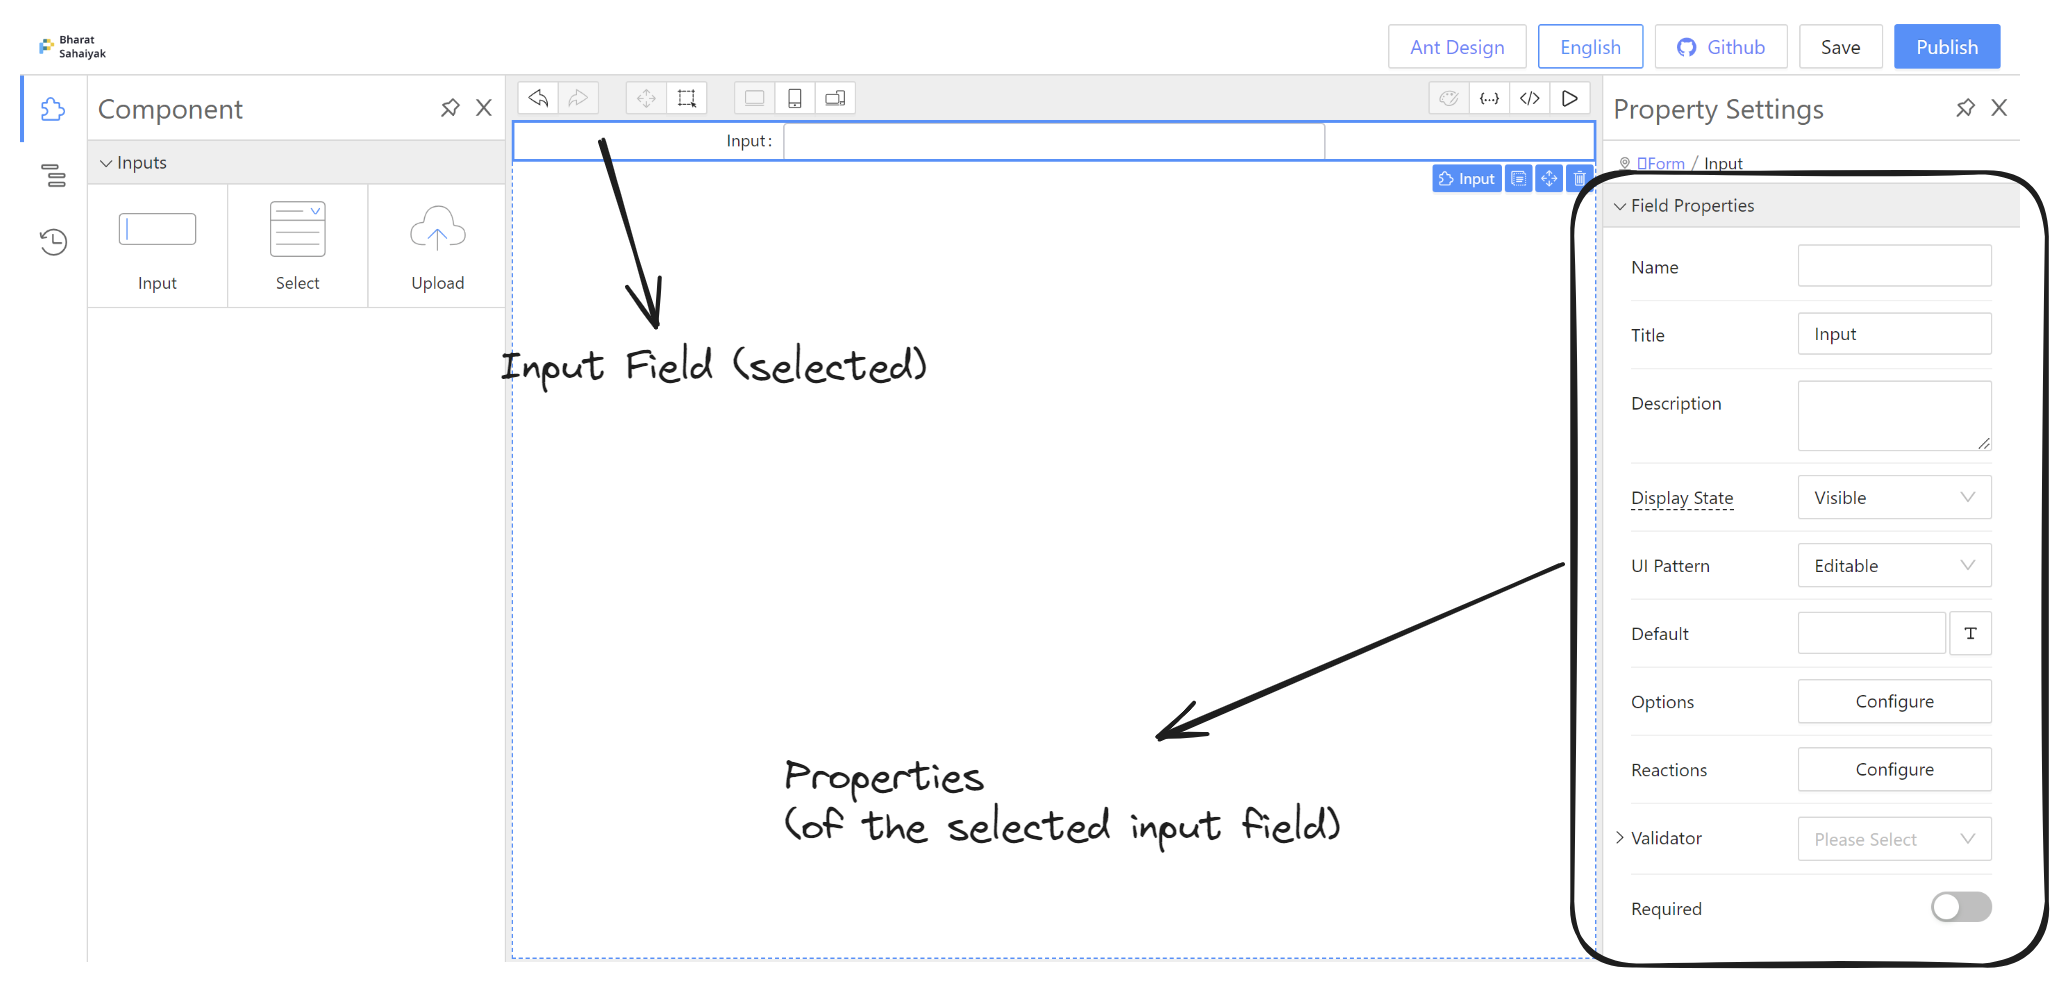 Bharat
Sahaiyak
Ant Design
English
Github
Save
Publish
Component
Inputs
Input
Select
Upload
Input :
Input
Input Field (selected)
Properties
(of the selected input field)
Property Settings
Form / Input
Field Properties
Name
Title
Input
Description
Display State
Visible
UI Pattern
Editable
Default
T
Options
Configure
Reactions
Configure
Validator
Please Select
Required